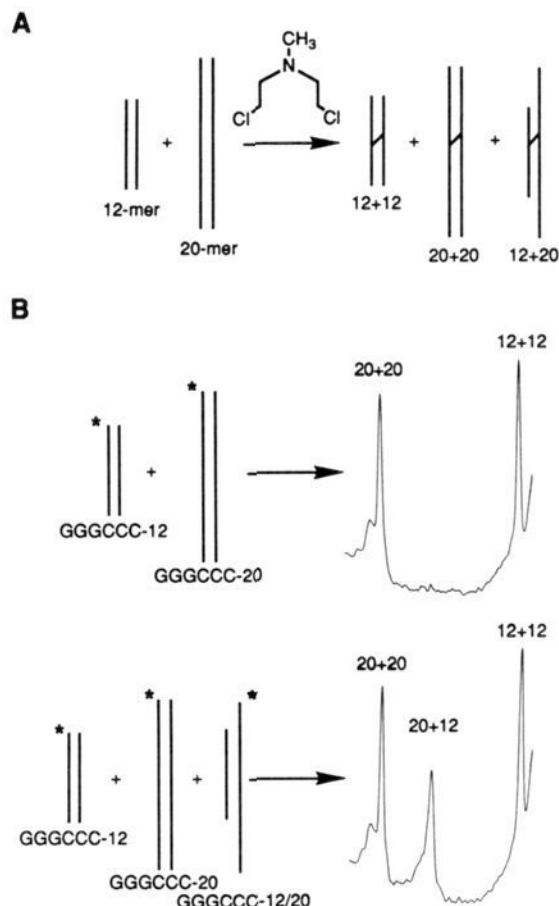 A
CH3
N
Cl
Cl
+
+
+
12-mer
20-mer
12+12
20+20
12+20
B
20+20
12+12
*
*
+
GGGCCC-12
GGGCCC-20
20+20
20+12
12+12
*
*
*
+
+
GGGCCC-12
GGGCCC-20
GGGCCC-12/20